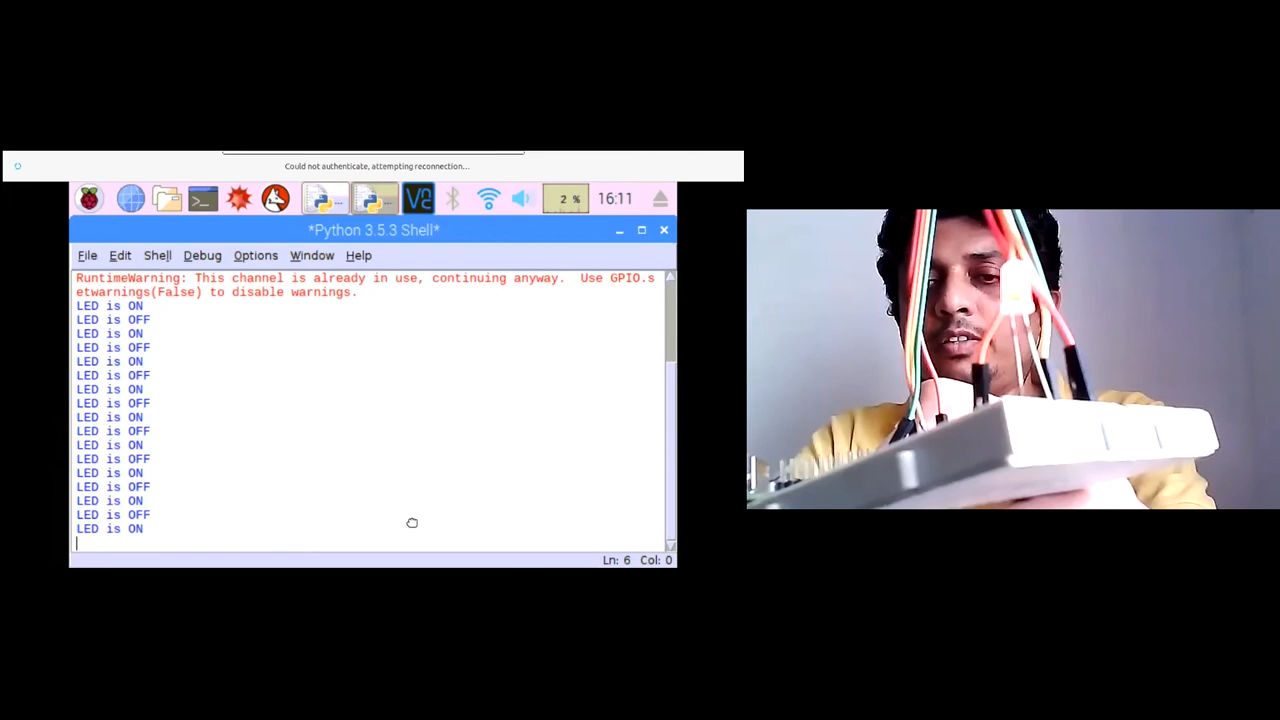 Could not authenticate, attempting reconnection...
... ... VNC 2 % 16:11
*Python 3.5.3 Shell*
File Edit Shell Debug Options Window Help
RuntimeWarning: This channel is already in use, continuing anyway.  Use GPIO.s
etwarnings(False) to disable warnings.
LED is ON
LED is OFF
LED is ON
LED is OFF
LED is ON
LED is OFF
LED is ON
LED is OFF
LED is ON
LED is OFF
LED is ON
LED is OFF
LED is ON
LED is OFF
LED is ON
LED is OFF
LED is ON
Ln: 6 Col: 0